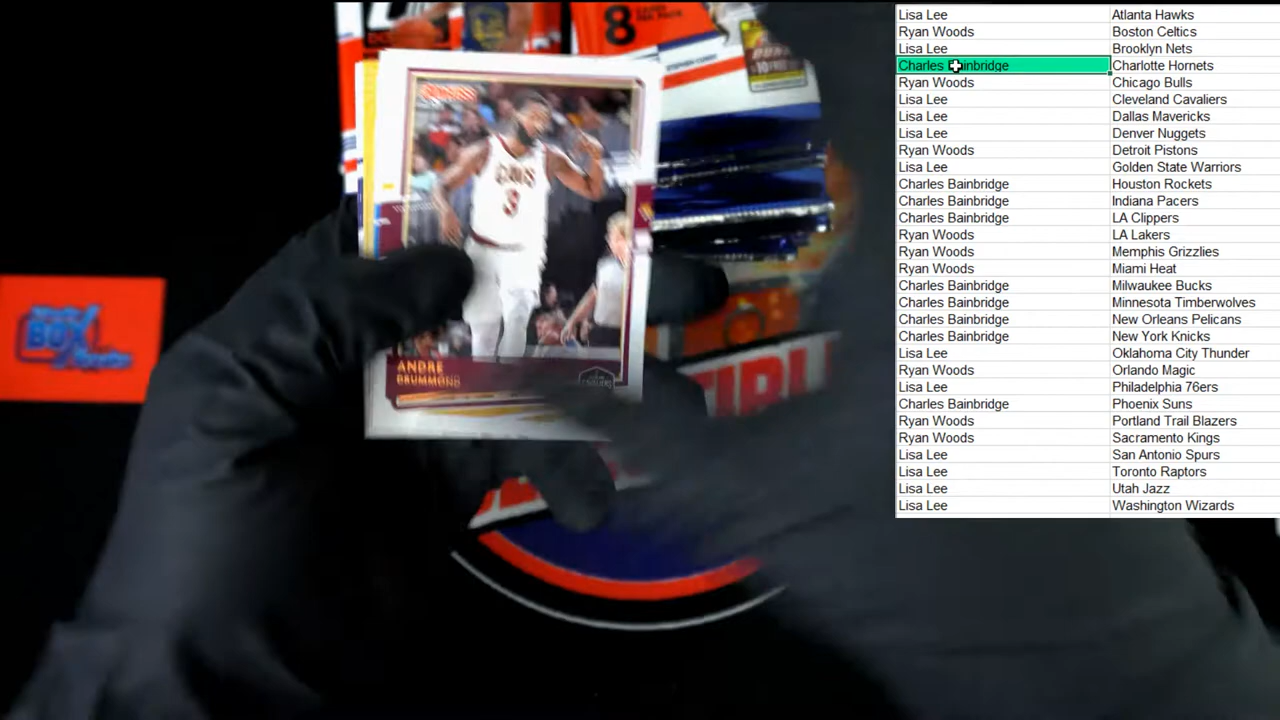 8
STEPHEN CURRY
CAVS
3
ANDRE
DRUMMOND
BOX
Lisa Lee Atlanta Hawks
Ryan Woods Boston Celtics
Lisa Lee Brooklyn Nets
Charles Bainbridge Charlotte Hornets
Ryan Woods Chicago Bulls
Lisa Lee Cleveland Cavaliers
Lisa Lee Dallas Mavericks
Lisa Lee Denver Nuggets
Ryan Woods Detroit Pistons
Lisa Lee Golden State Warriors
Charles Bainbridge Houston Rockets
Charles Bainbridge Indiana Pacers
Charles Bainbridge LA Clippers
Ryan Woods LA Lakers
Ryan Woods Memphis Grizzlies
Ryan Woods Miami Heat
Charles Bainbridge Milwaukee Bucks
Charles Bainbridge Minnesota Timberwolves
Charles Bainbridge New Orleans Pelicans
Charles Bainbridge New York Knicks
Lisa Lee Oklahoma City Thunder
Ryan Woods Orlando Magic
Lisa Lee Philadelphia 76ers
Charles Bainbridge Phoenix Suns
Ryan Woods Portland Trail Blazers
Ryan Woods Sacramento Kings
Lisa Lee San Antonio Spurs
Lisa Lee Toronto Raptors
Lisa Lee Utah Jazz
Lisa Lee Washington Wizards